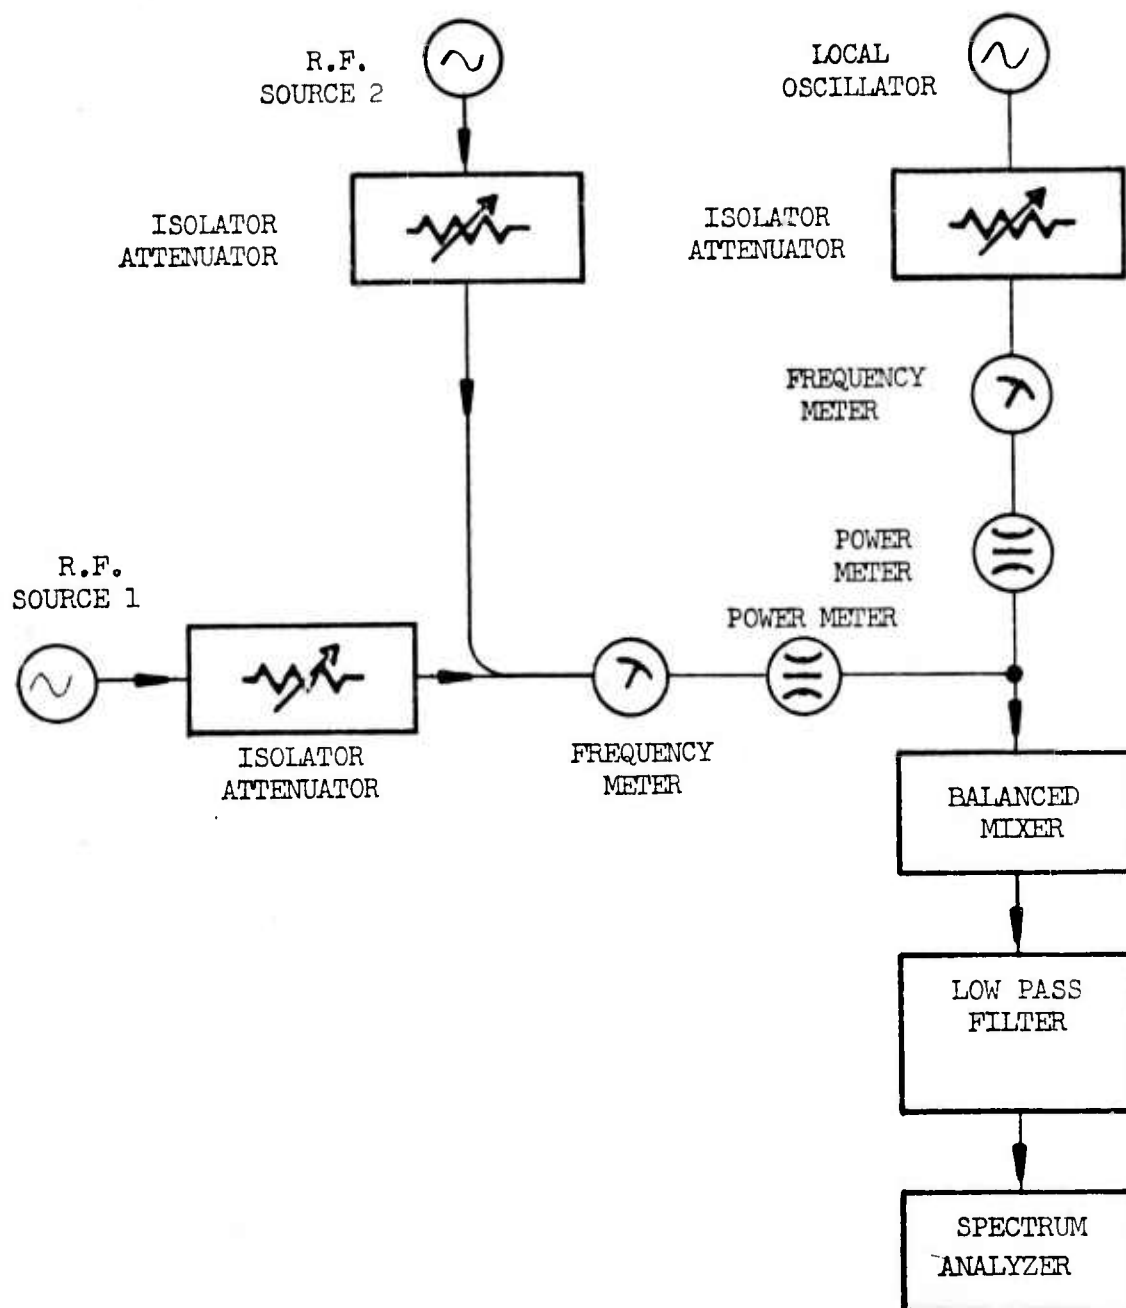 R.F.
SOURCE 2
LOCAL
OSCILLATOR
ISOLATOR
ATTENUATOR
ISOLATOR
ATTENUATOR
FREQUENCY
METER
POWER
METER
R.F.
SOURCE 1
POWER METER
ISOLATOR
ATTENUATOR
FREQUENCY
METER
BALANCED
MIXER
LOW PASS
FILTER
SPECTRUM
ANALYZER